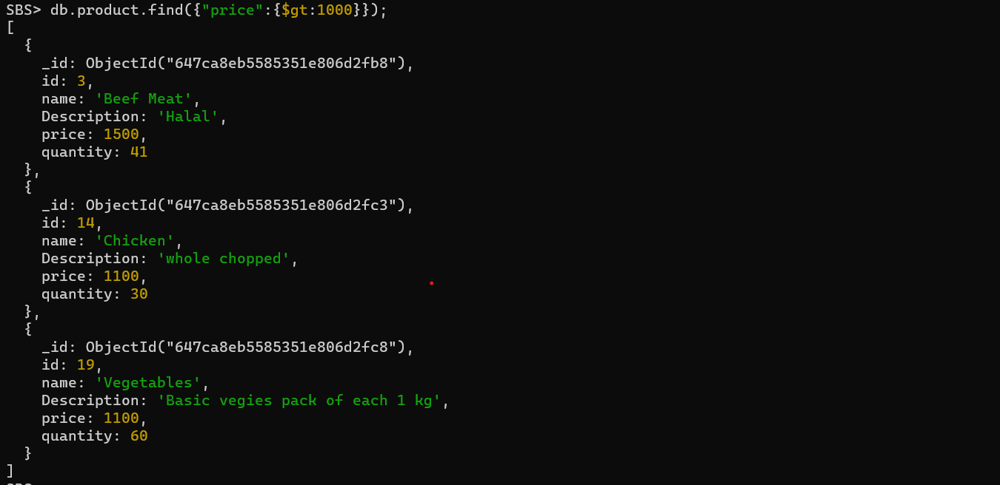 SBS> db.product.find({"price":{$gt:1000}});
[
  {
    _id: ObjectId("647ca8eb5585351e806d2fb8"),
    id: 3,
    name: 'Beef Meat',
    Description: 'Halal',
    price: 1500,
    quantity: 41
  },
  {
    _id: ObjectId("647ca8eb5585351e806d2fc3"),
    id: 14,
    name: 'Chicken',
    Description: 'whole chopped',
    price: 1100,
    quantity: 30
  },
  {
    _id: ObjectId("647ca8eb5585351e806d2fc8"),
    id: 19,
    name: 'Vegetables',
    Description: 'Basic vegies pack of each 1 kg',
    price: 1100,
    quantity: 60
  }
]